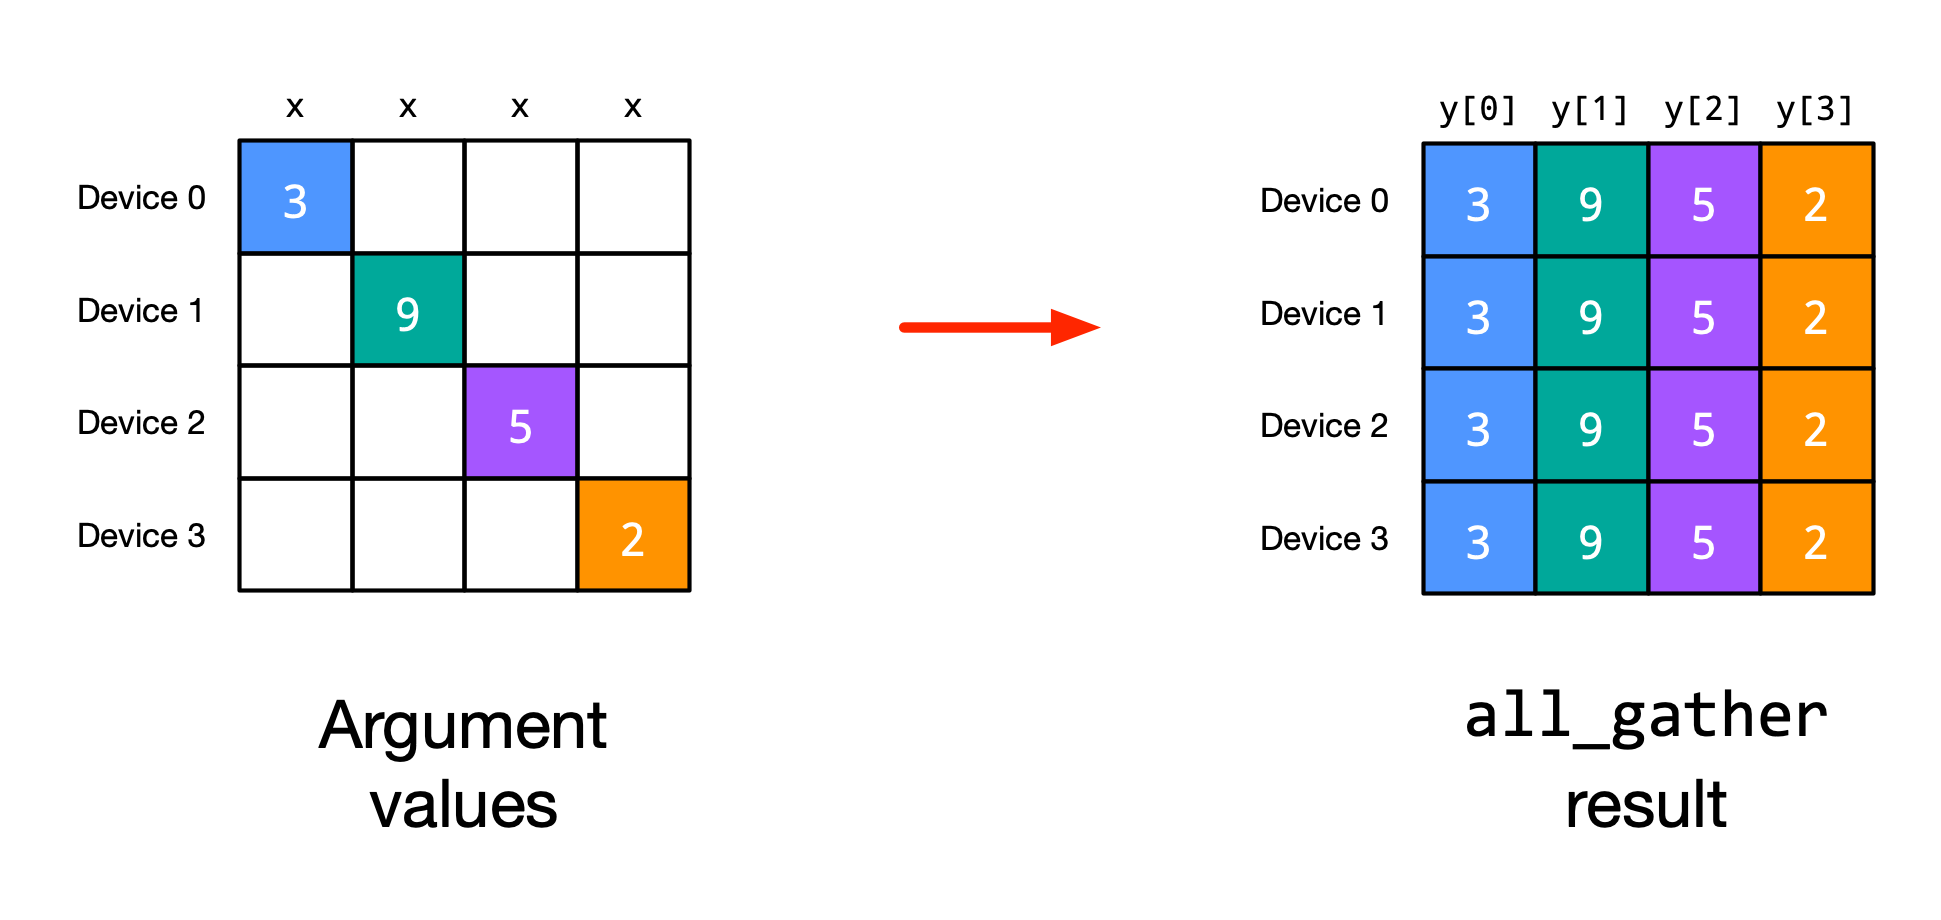 x x x x
Device 0 3
Device 1 9
Device 2 5
Device 3 2
Argument
values
y[0] y[1] y[2] y[3]
Device 0 3 9 5 2
Device 1 3 9 5 2
Device 2 3 9 5 2
Device 3 3 9 5 2
all_gather
result